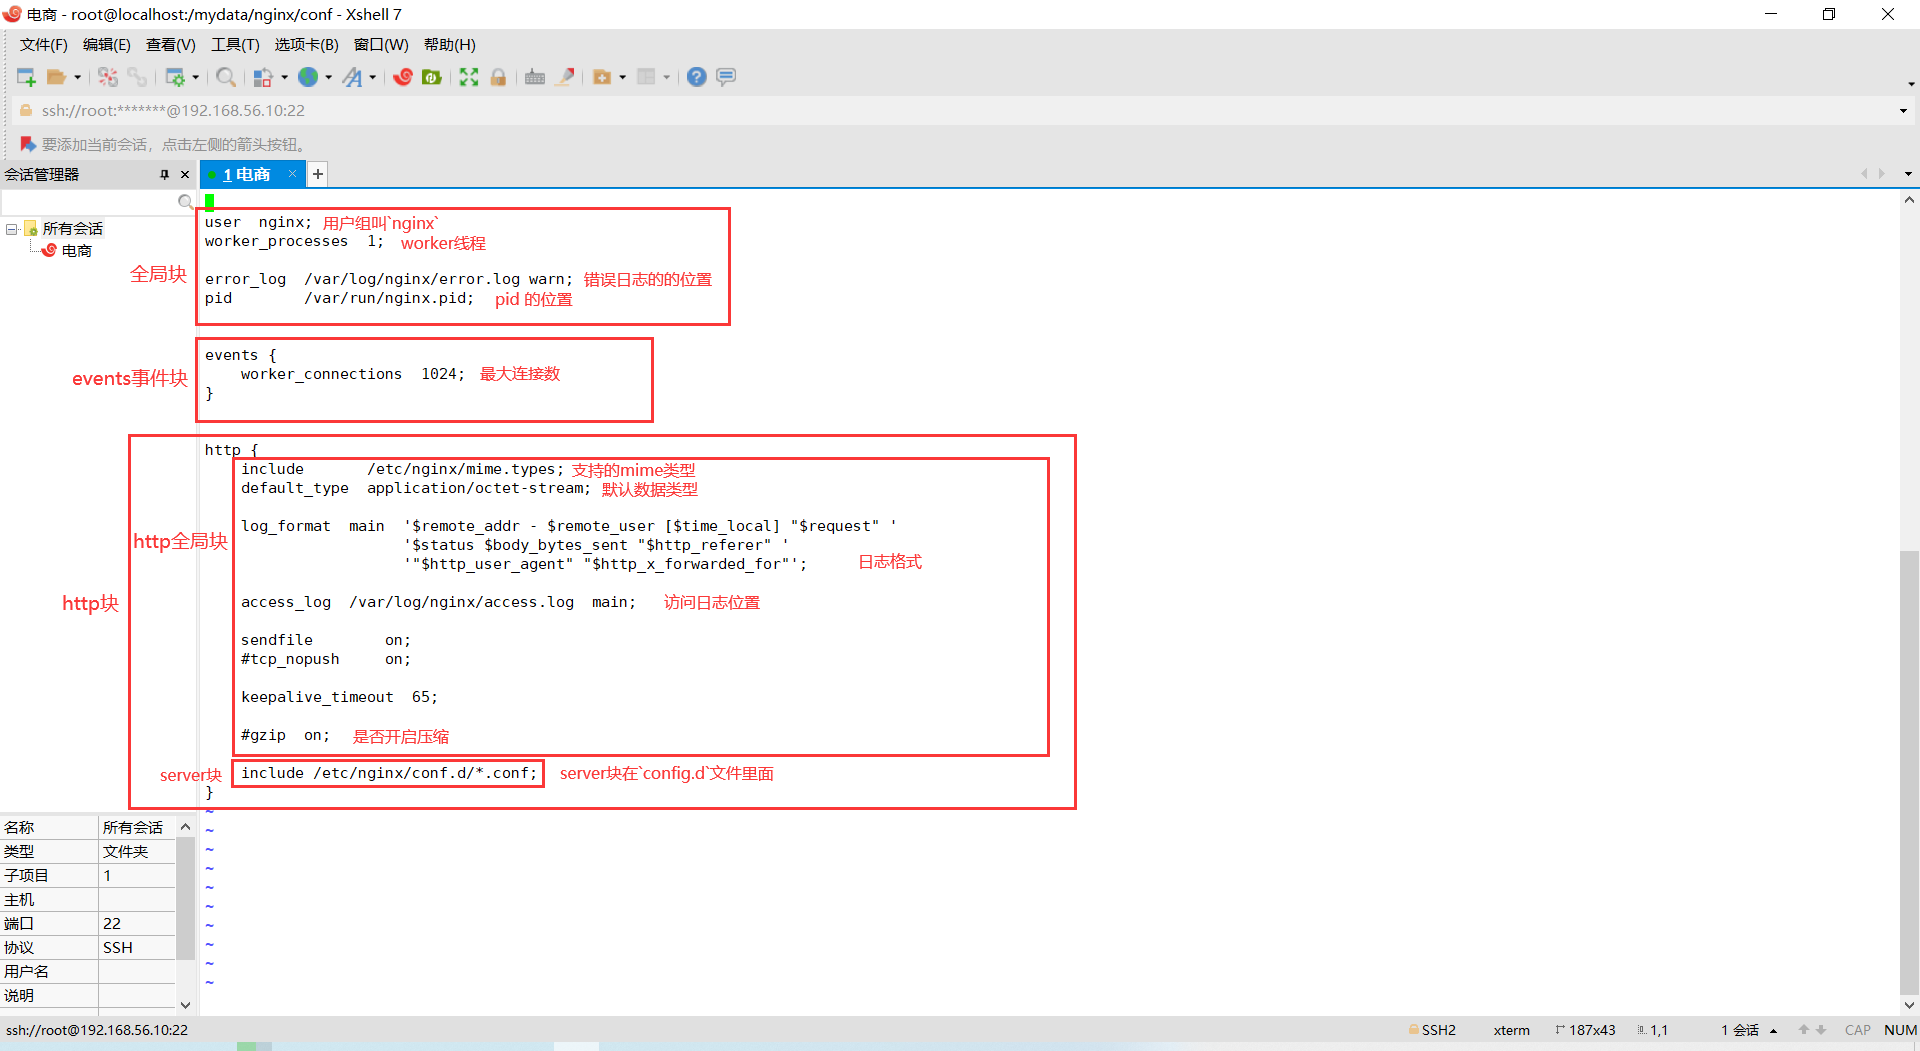 电商 - root@localhost:/mydata/nginx/conf - Xshell 7
文件(F) 编辑(E) 查看(V) 工具(T) 选项卡(B) 窗口(W) 帮助(H)
ssh://root:*******@192.168.56.10:22
要添加当前会话，点击左侧的箭头按钮。
会话管理器
1 电商
所有会话
电商
user  nginx; 用户组叫`nginx`
worker_processes  1; worker线程
全局块
error_log  /var/log/nginx/error.log warn; 错误日志的的位置
pid        /var/run/nginx.pid; pid 的位置
events {
events事件块
    worker_connections  1024; 最大连接数
}
http {
    include       /etc/nginx/mime.types; 支持的mime类型
    default_type  application/octet-stream; 默认数据类型
    log_format  main  '$remote_addr - $remote_user [$time_local] "$request" '
http全局块
                      '$status $body_bytes_sent "$http_referer" '
                      '"$http_user_agent" "$http_x_forwarded_for"'; 日志格式
http块
    access_log  /var/log/nginx/access.log  main; 访问日志位置
    sendfile        on;
    #tcp_nopush     on;
    keepalive_timeout  65;
    #gzip  on; 是否开启压缩
server块
    include /etc/nginx/conf.d/*.conf; server块在`config.d`文件里面
}
~
~
~
~
~
~
~
~
~
~
名称 所有会话
类型 文件夹
子项目 1
主机
端口 22
协议 SSH
用户名
说明
ssh://root@192.168.56.10:22 SSH2 xterm 187x43 1,1 1 会话 CAP NUM